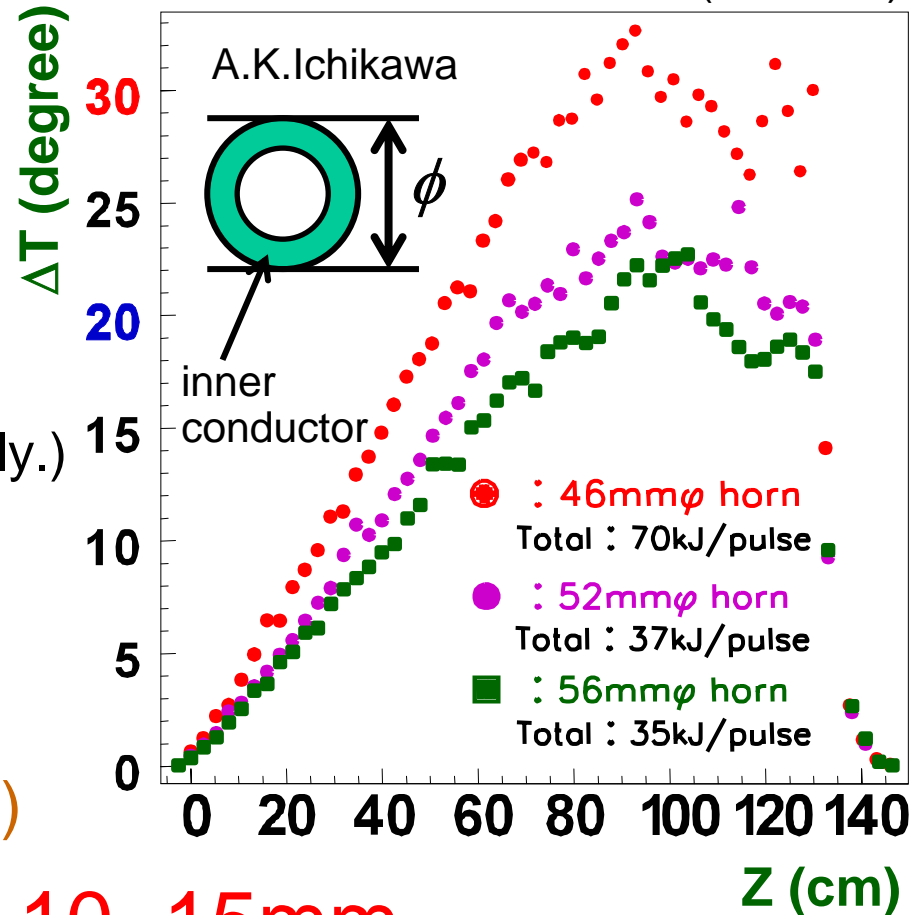 A.K.Ichikawa
ΔT (degree)
30
25
20
15
10
5
0
ϕ
inner
conductor
ly.)
: 46mmφ horn
Total : 70kJ/pulse
: 52mmφ horn
Total : 37kJ/pulse
: 56mmφ horn
Total : 35kJ/pulse
0 20 40 60 80 100 120 140
)
Z (cm)